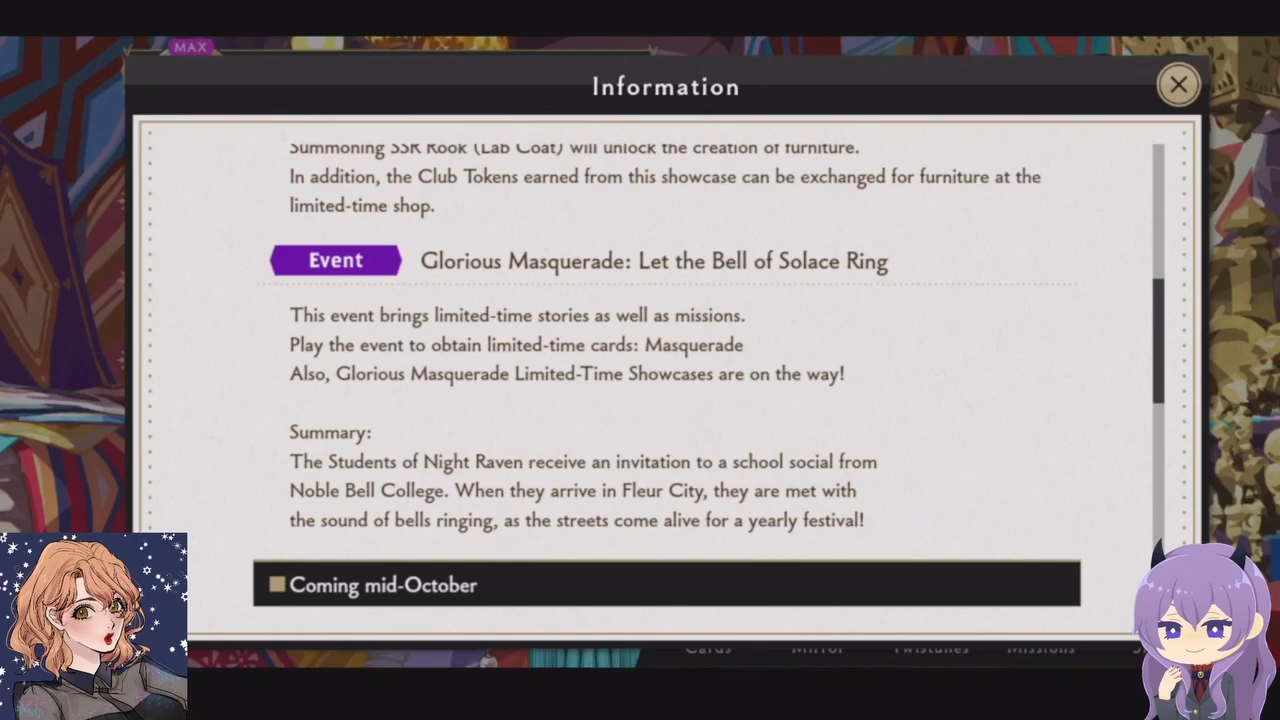 MAX
Information
Summoning SSR Rook (Lab Coat) will unlock the creation of furniture.
In addition, the Club Tokens earned from this showcase can be exchanged for furniture at the
limited-time shop.
Event
Glorious Masquerade: Let the Bell of Solace Ring
This event brings limited-time stories as well as missions.
Play the event to obtain limited-time cards: Masquerade
Also, Glorious Masquerade Limited-Time Showcases are on the way!
Summary:
The Students of Night Raven receive an invitation to a school social from
Noble Bell College. When they arrive in Fleur City, they are met with
the sound of bells ringing, as the streets come alive for a yearly festival!
Coming mid-October
Cards Mirror Twistunes Missions